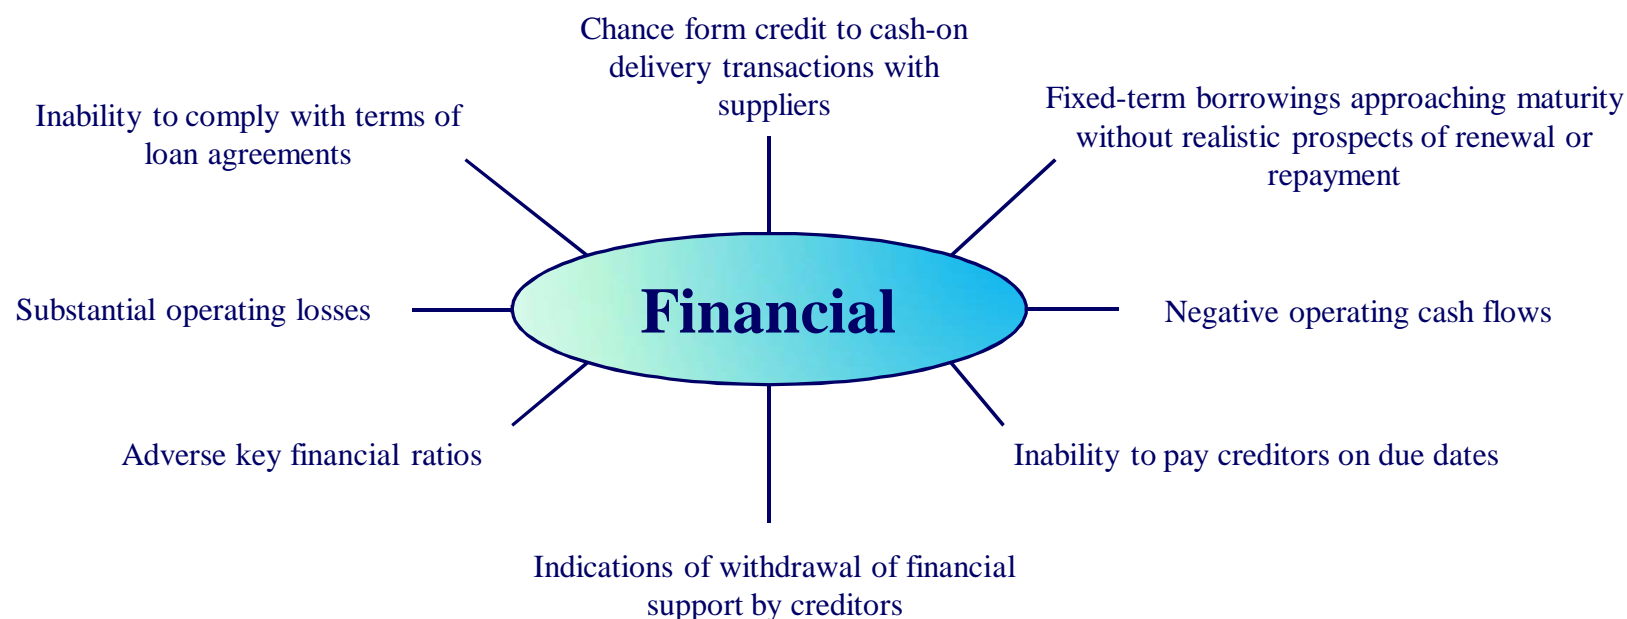 Chance form credit to cash-on
delivery transactions with
suppliers
Inability to comply with terms of
loan agreements
Fixed-term borrowings approaching maturity
without realistic prospects of renewal or
repayment
Substantial operating losses
Financial
Negative operating cash flows
Adverse key financial ratios
Inability to pay creditors on due dates
Indications of withdrawal of financial
support by creditors